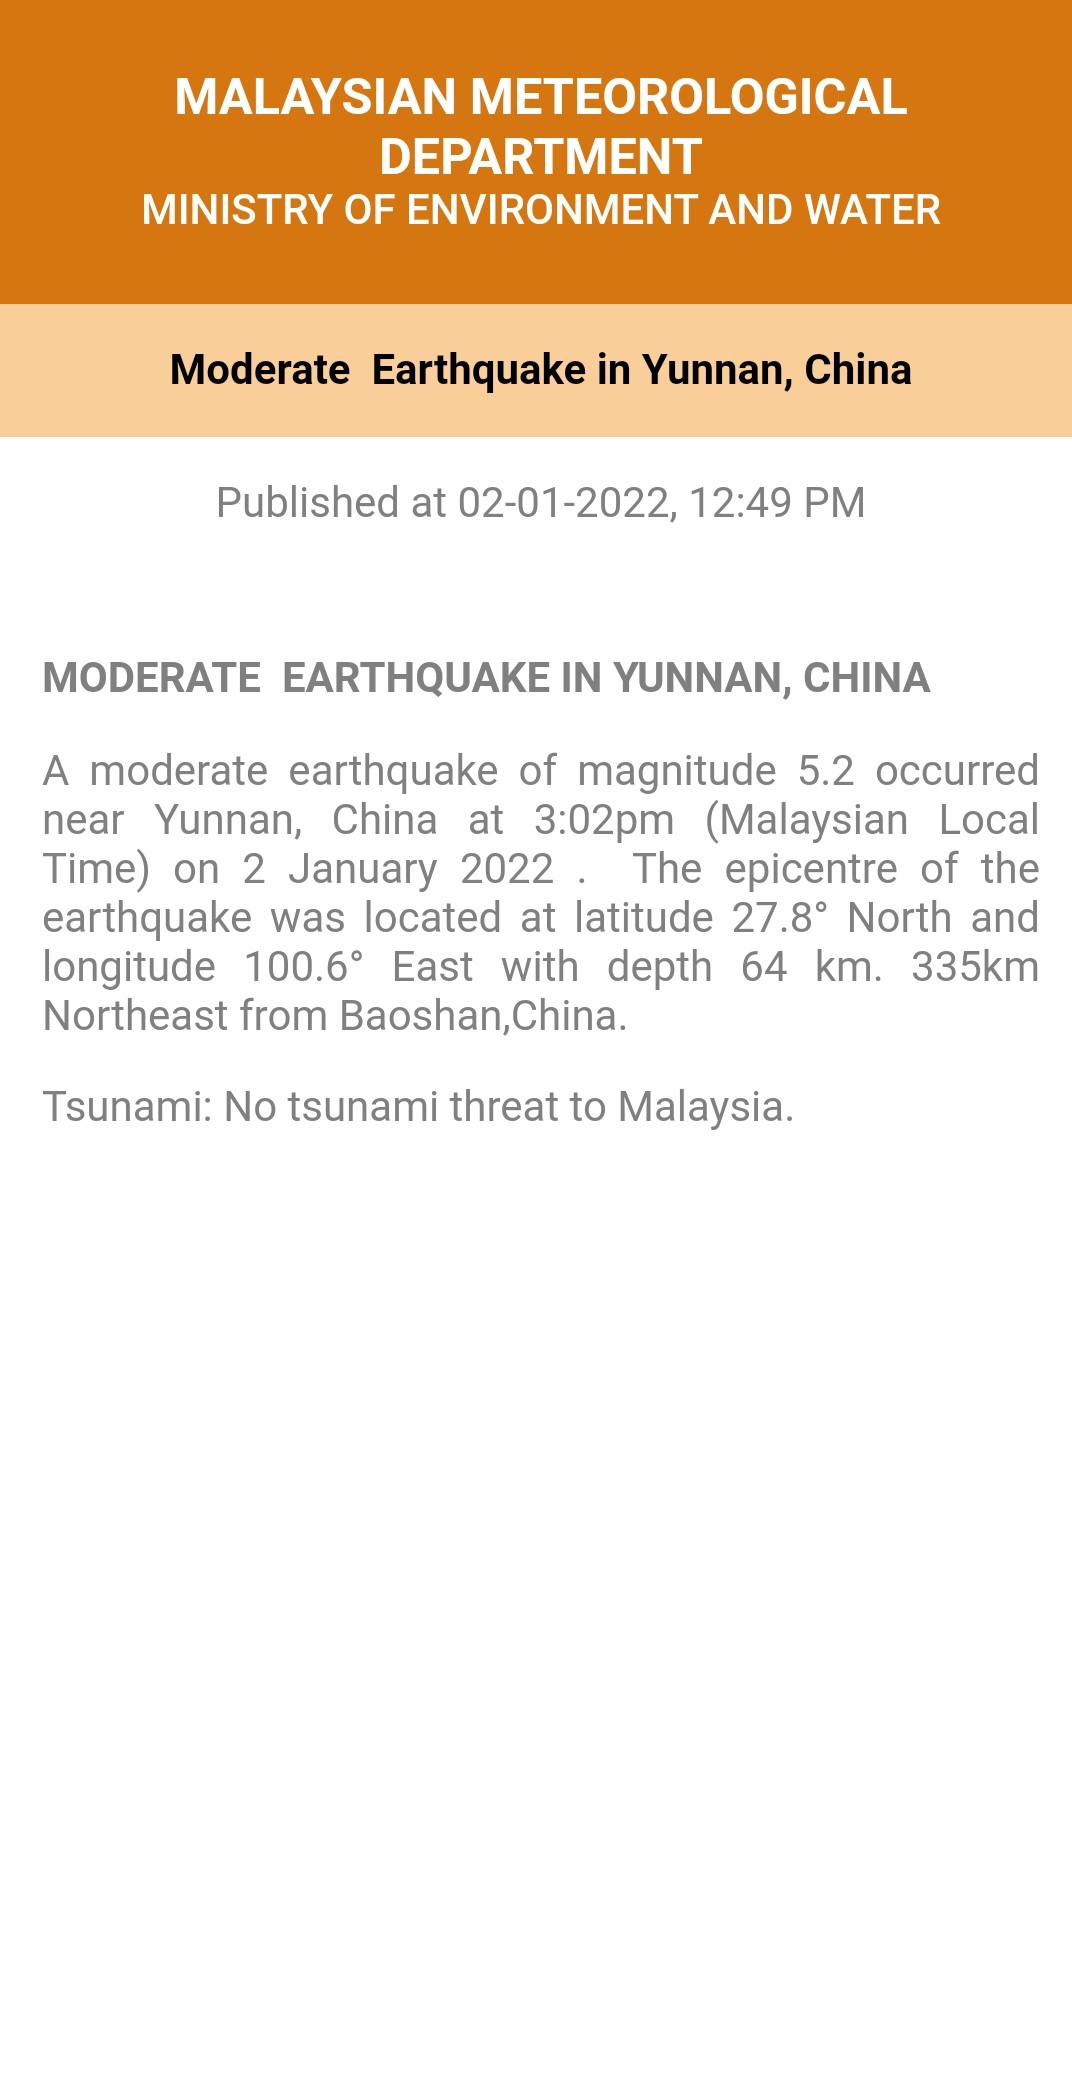 MALAYSIAN METEOROLOGICAL
DEPARTMENT
MINISTRY OF ENVIRONMENT AND WATER
Moderate  Earthquake in Yunnan, China
Published at 02-01-2022, 12:49 PM
MODERATE  EARTHQUAKE IN YUNNAN, CHINA
A moderate earthquake of magnitude 5.2 occurred
near Yunnan, China at 3:02pm (Malaysian Local
Time) on 2 January 2022 .  The epicentre of the
earthquake was located at latitude 27.8° North and
longitude 100.6° East with depth 64 km. 335km
Northeast from Baoshan,China.
Tsunami: No tsunami threat to Malaysia.